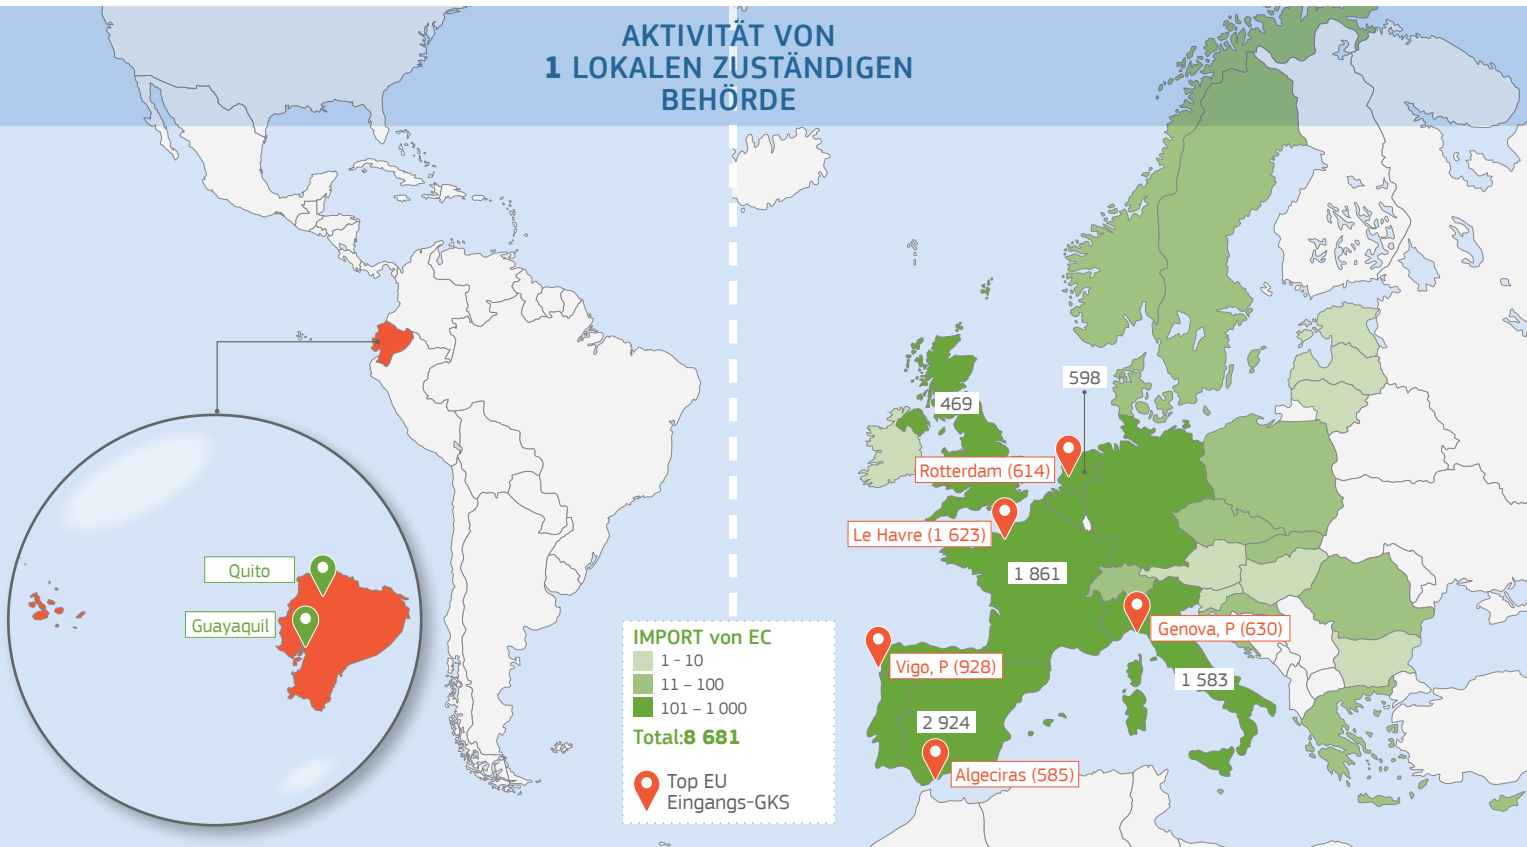 AKTIVITÄT VON
1 LOKALEN ZUSTÄNDIGEN
BEHÖRDE
598
469
Rotterdam (614)
Le Havre (1 623)
1 861
Quito
Guayaquil
Genova, P (630)
Vigo, P (928)
1 583
2 924
Algeciras (585)
IMPORT von EC
1 - 10
11 – 100
101 – 1 000
Total:8 681
Top EU
Eingangs-GKS